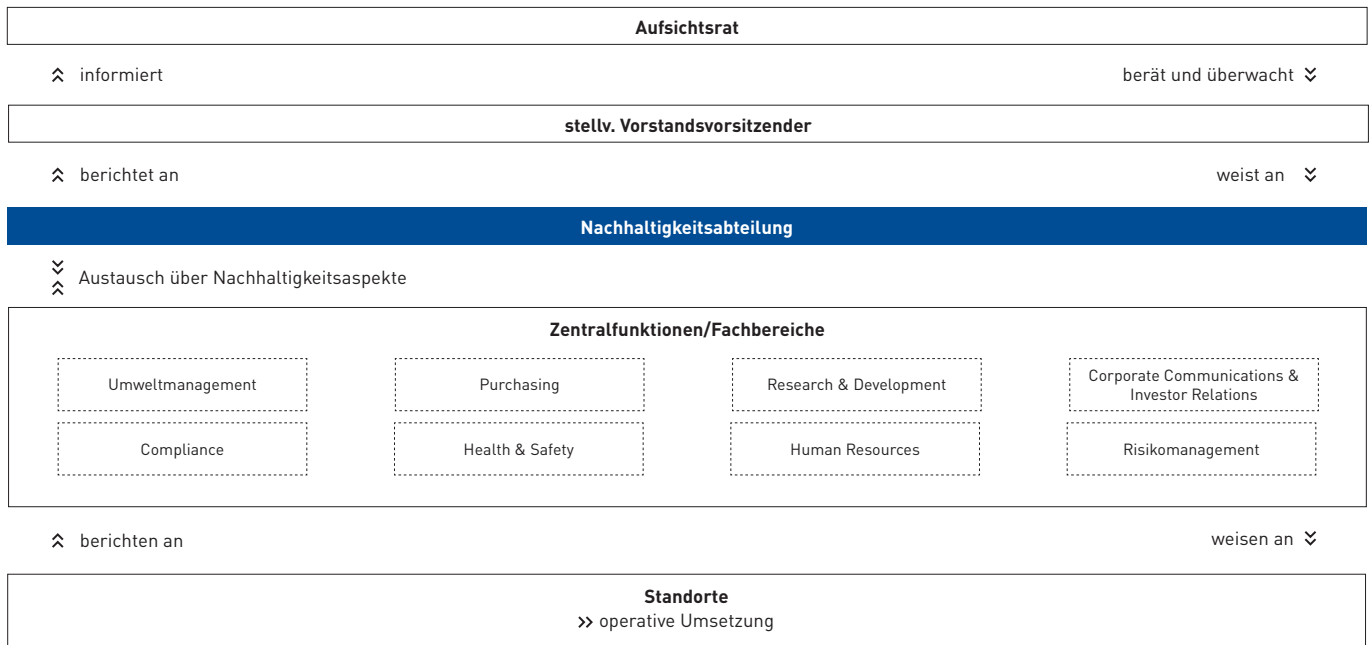 Aufsichtsrat
informiert
berät und überwacht
stellv. Vorstandsvorsitzender
berichtet an
weist an
Nachhaltigkeitsabteilung
Austausch über Nachhaltigkeitsaspekte
Zentralfunktionen/Fachbereiche
Umweltmanagement
Purchasing
Research & Development
Corporate Communications &
Investor Relations
Compliance
Health & Safety
Human Resources
Risikomanagement
berichten an
weisen an
Standorte
>> operative Umsetzung